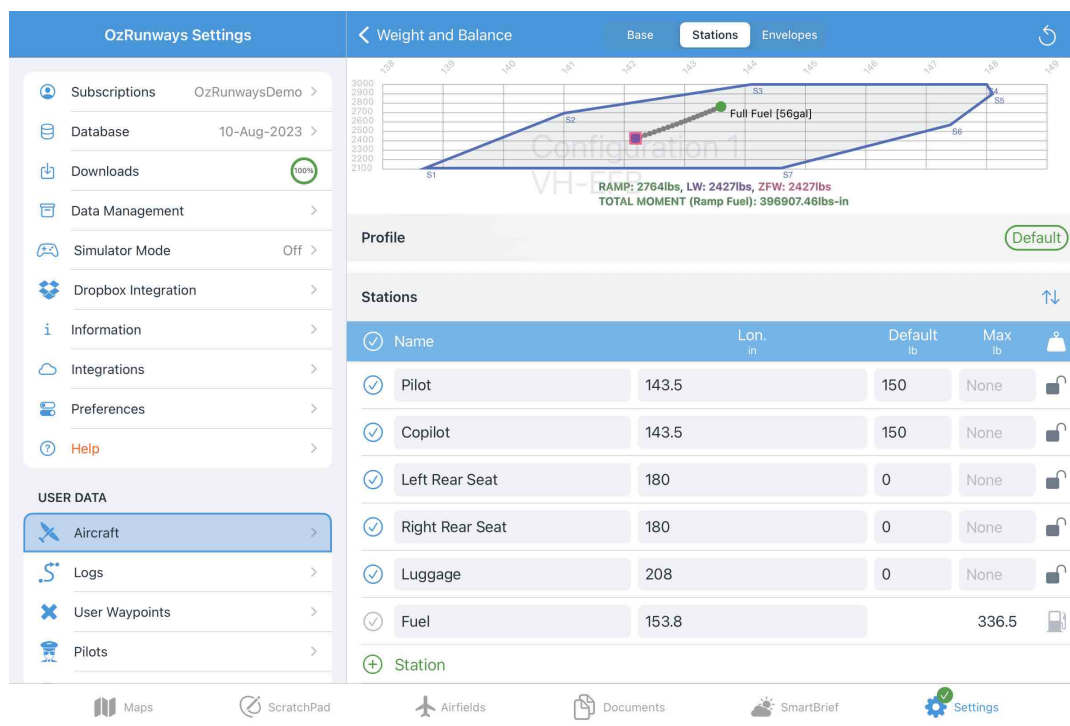 OzRunways Settings
Subscriptions OzRunwaysDemo
Database 10-Aug-2023
Downloads 100%
Data Management
Simulator Mode Off
Dropbox Integration
Information
Integrations
Preferences
Help
USER DATA
Aircraft
Logs
User Waypoints
Pilots
Weight and Balance
Base Stations Envelopes
138 139 140 141 142 143 144 145 146 147 148 149
3000
2900
2800
2700
2600
2500
2400
2300
2200
2100
S1
S2
S3
S4
S5
S6
S7
Full Fuel [56gal]
Configuration 1
VH-EFB
RAMP: 2764lbs, LW: 2427lbs, ZFW: 2427lbs
TOTAL MOMENT (Ramp Fuel): 396907.46lbs-in
Profile Default
Stations
Name Lon. in Default lb Max lb
Pilot 143.5 150 None
Copilot 143.5 150 None
Left Rear Seat 180 0 None
Right Rear Seat 180 0 None
Luggage 208 0 None
Fuel 153.8 336.5
Station
Maps ScratchPad Airfields Documents SmartBrief Settings